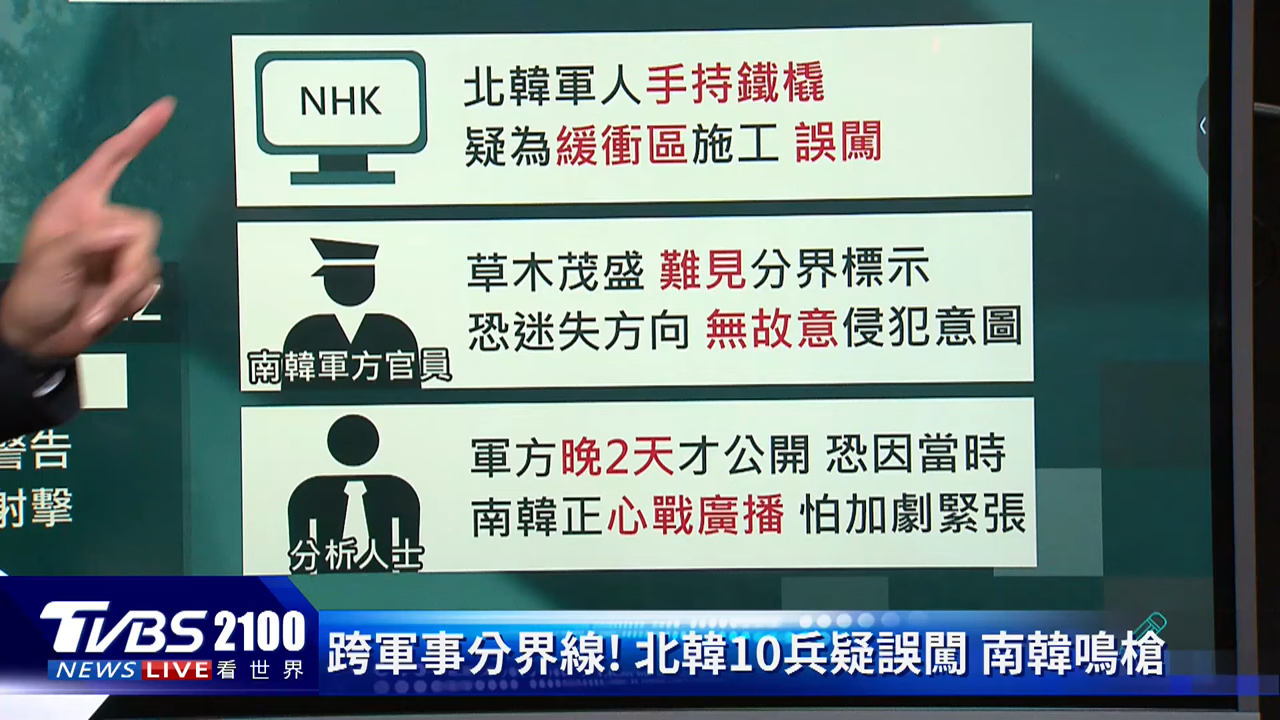 NHK
北韓軍人手持鐵橇
疑為緩衝區施工 誤闖
草木茂盛 難見分界標示
恐迷失方向 無故意侵犯意圖
南韓軍方官員
軍方晚2天才公開 恐因當時
南韓正心戰廣播 怕加劇緊張
分析人士
警告
射擊
TVBS 2100
NEWS LIVE 看世界
跨軍事分界線! 北韓10兵疑誤闖 南韓鳴槍